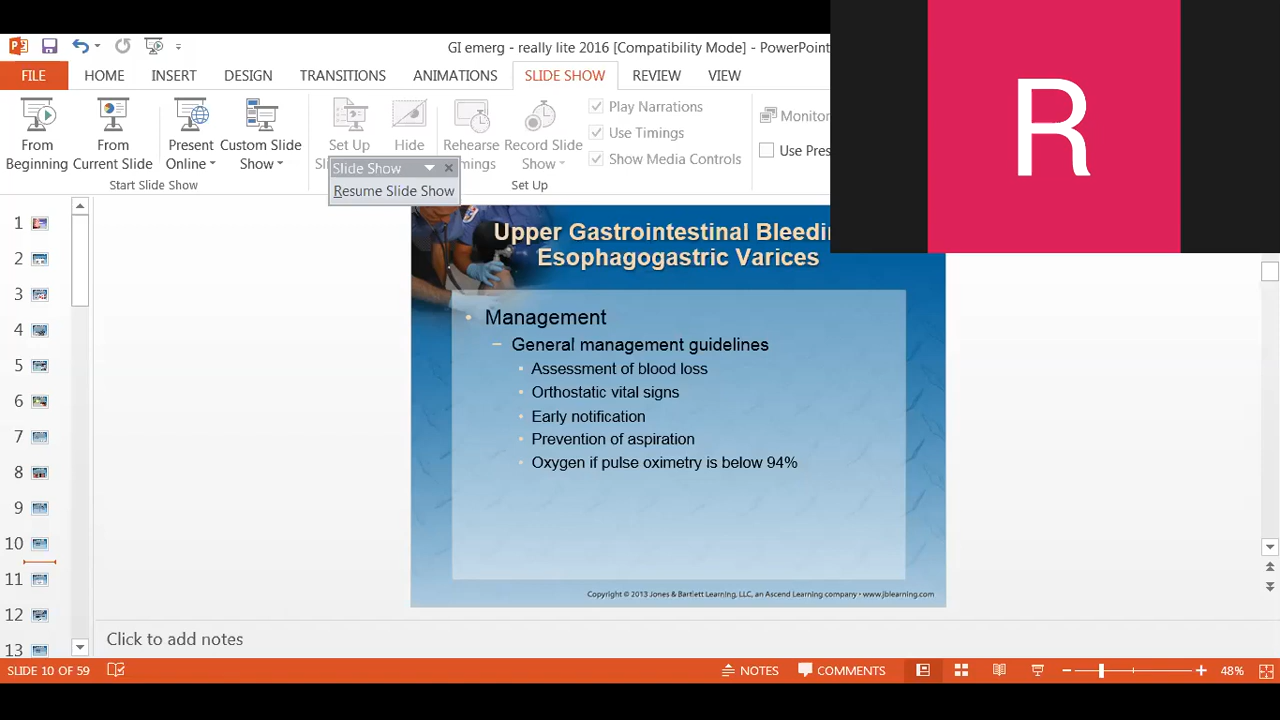 GI emerg - really lite 2016 [Compatibility Mode] - PowerPoint
FILE HOME INSERT DESIGN TRANSITIONS ANIMATIONS SLIDE SHOW REVIEW VIEW
From Beginning
From Current Slide
Present Online
Custom Slide Show
Set Up
Hide
Rehearse
Record Slide Show
Play Narrations
Use Timings
Show Media Controls
Monitor
Start Slide Show
Set Up
Slide Show
Resume Slide Show
R
1
2
3
4
5
6
7
8
9
10
11
12
13
Upper Gastrointestinal
Esophagogastric Varices
• Management
– General management guidelines
• Assessment of blood loss
• Orthostatic vital signs
• Early notification
• Prevention of aspiration
• Oxygen if pulse oximetry is below 94%
Copyright © 2013 Jones & Bartlett Learning, LLC, an Ascend Learning company • www.jblearning.com
Click to add notes
SLIDE 10 OF 59 NOTES COMMENTS 48%